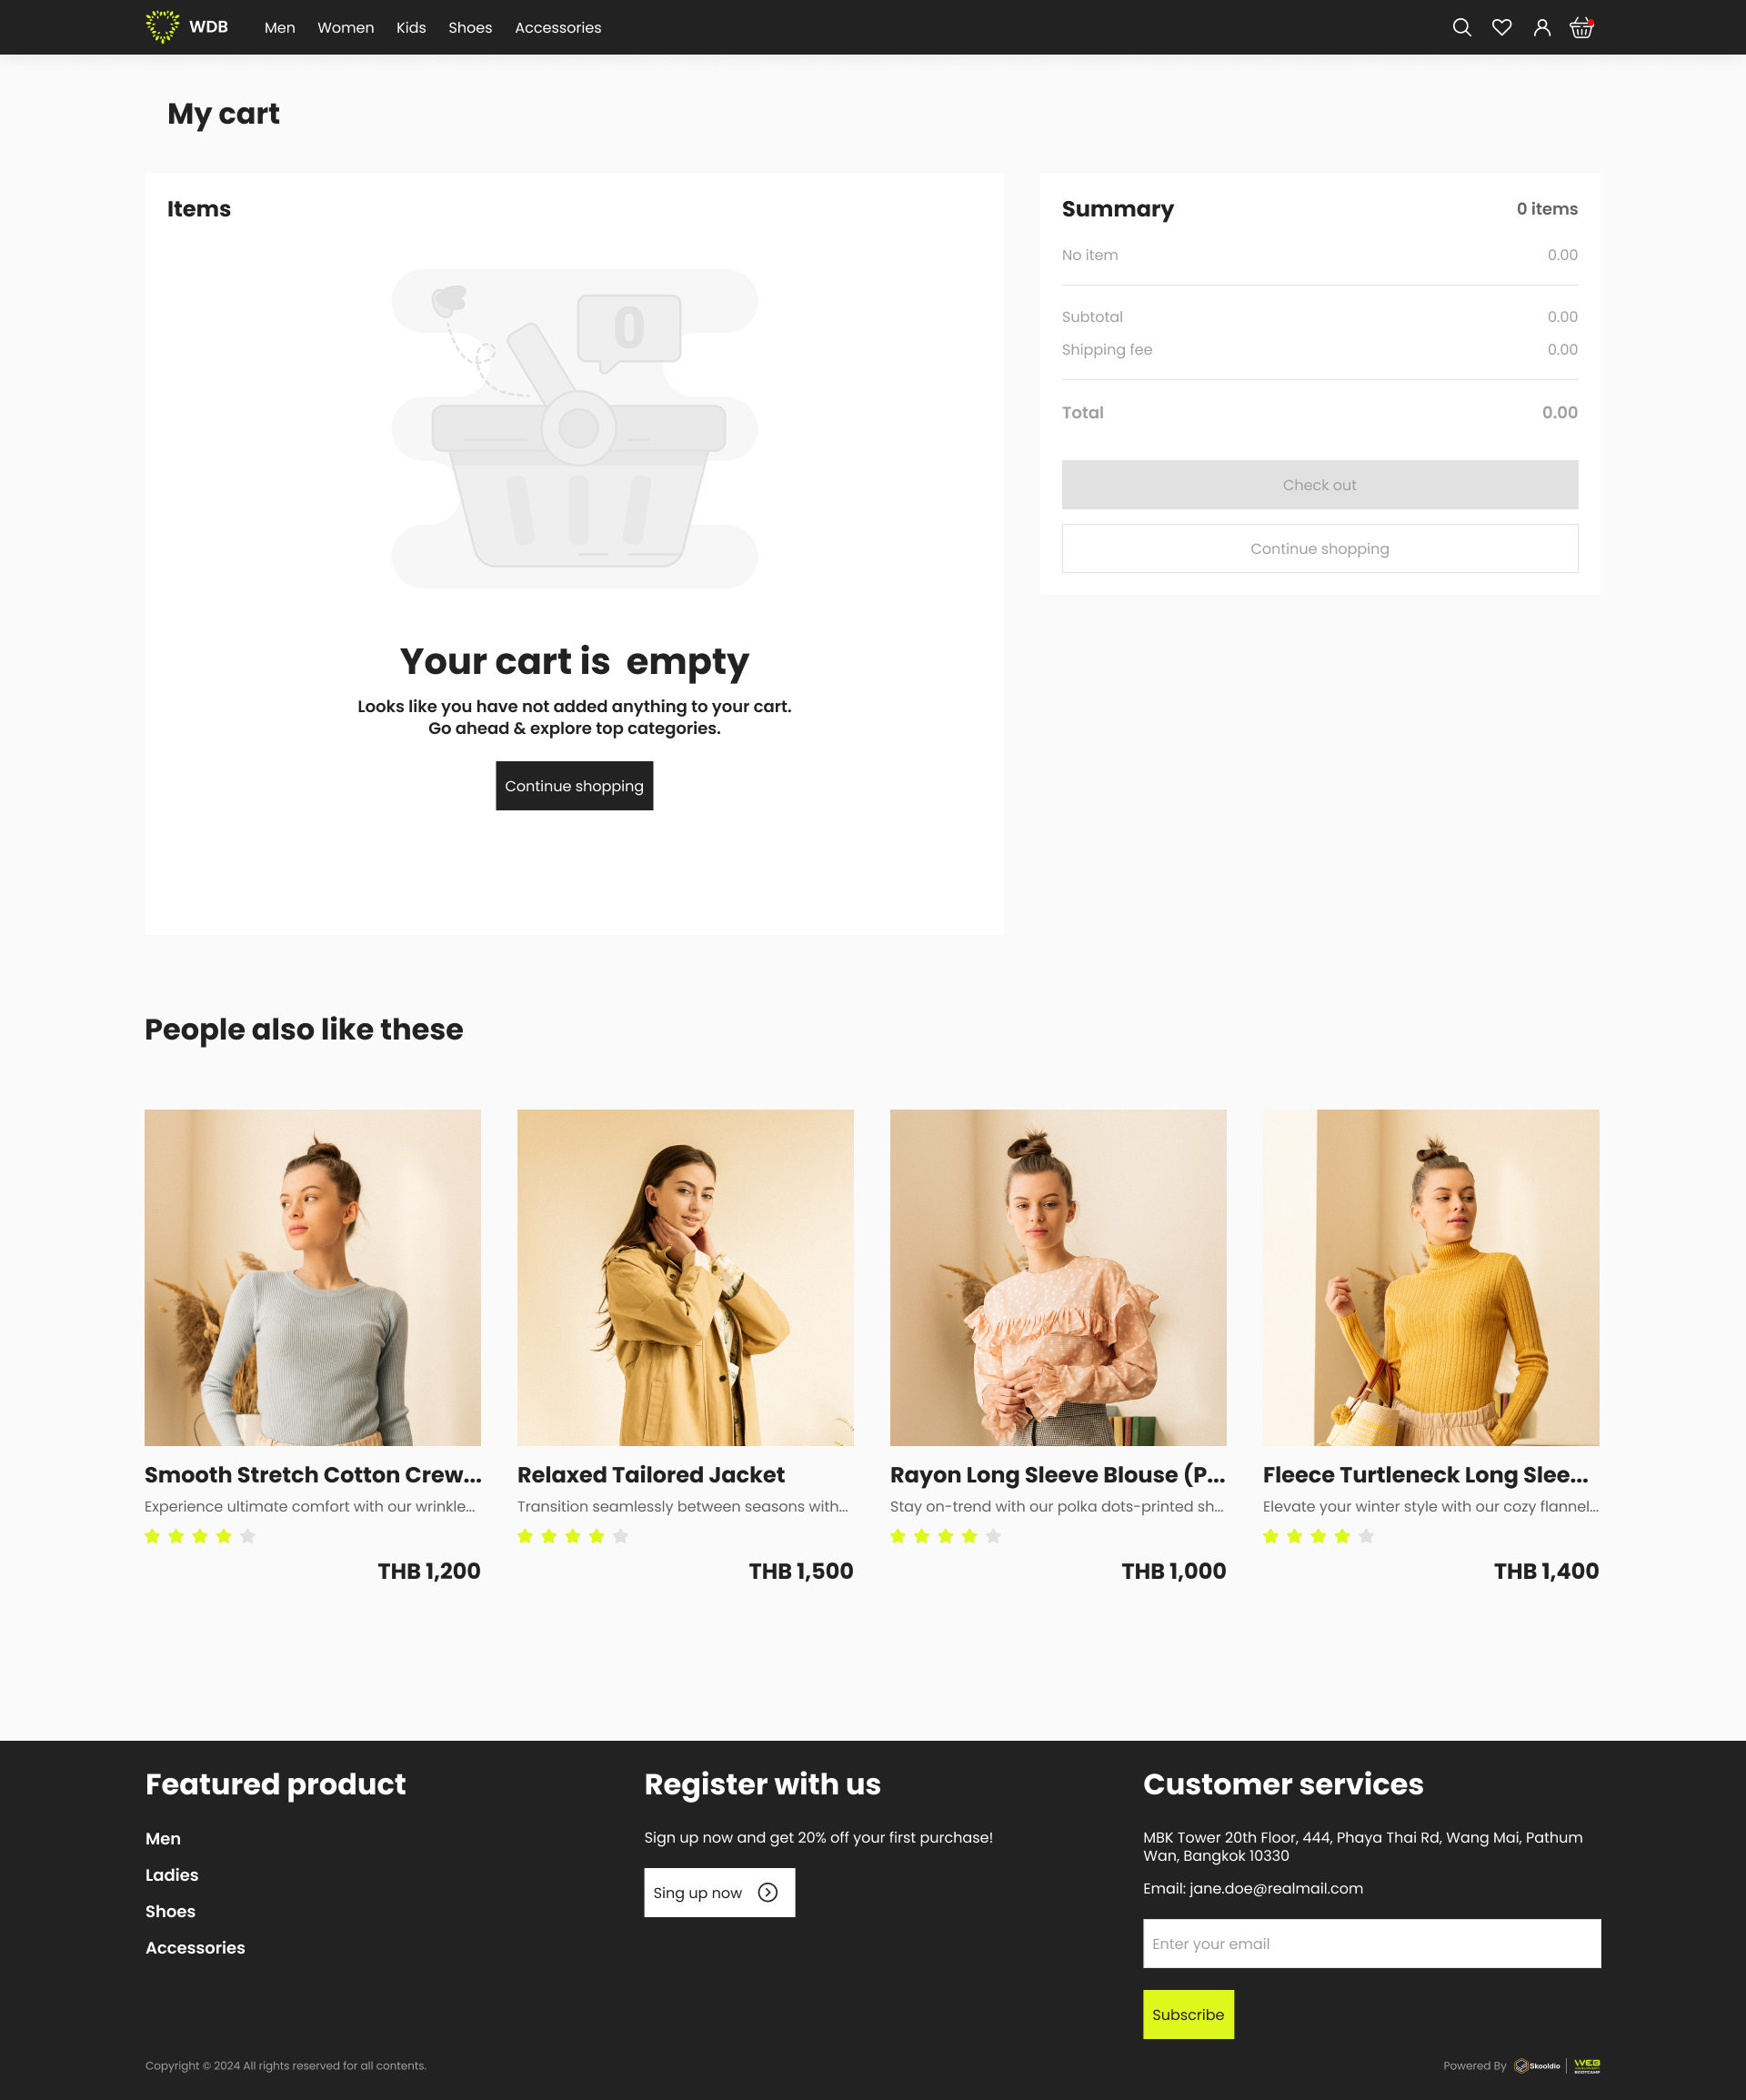 WDB
Men Women Kids Shoes Accessories
My cart
Items
0
Your cart is empty
Looks like you have not added anything to your cart.
Go ahead & explore top categories.
Continue shopping
Summary 0 items
No item 0.00
Subtotal 0.00
Shipping fee 0.00
Total 0.00
Check out
Continue shopping
People also like these
Smooth Stretch Cotton Crew...
Experience ultimate comfort with our wrinkle...
THB 1,200
Relaxed Tailored Jacket
Transition seamlessly between seasons with...
THB 1,500
Rayon Long Sleeve Blouse (P...
Stay on-trend with our polka dots-printed sh...
THB 1,000
Fleece Turtleneck Long Slee...
Elevate your winter style with our cozy flannel...
THB 1,400
Featured product
Men
Ladies
Shoes
Accessories
Register with us
Sign up now and get 20% off your first purchase!
Sing up now
Customer services
MBK Tower 20th Floor, 444, Phaya Thai Rd, Wang Mai, Pathum
Wan, Bangkok 10330
Email: jane.doe@realmail.com
Enter your email
Subscribe
Copyright © 2024 All rights reserved for all contents.
Powered By Skooldio
WEB
BOOTCAMP